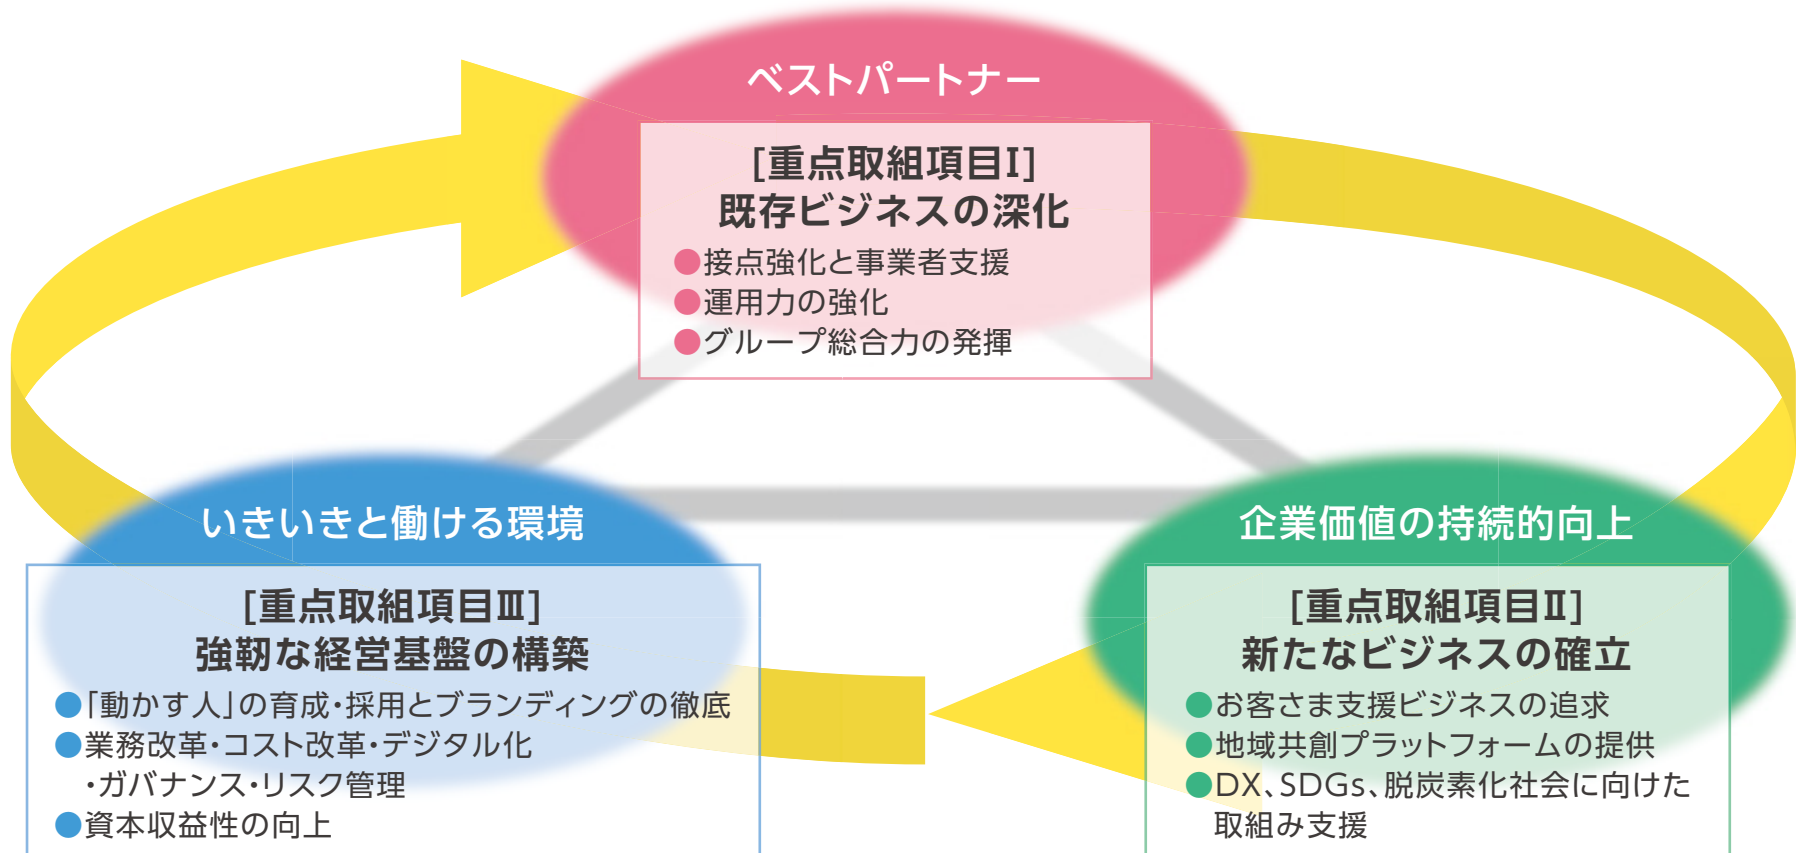 ベストパートナー
[重点取組項目Ⅰ]
既存ビジネスの深化
●接点強化と事業者支援
●運用力の強化
●グループ総合力の発揮
いきいきと働ける環境
[重点取組項目Ⅲ]
強靭な経営基盤の構築
●「動かす人」の育成・採用とブランディングの徹底
●業務改革・コスト改革・デジタル化
・ガバナンス・リスク管理
●資本収益性の向上
企業価値の持続的向上
[重点取組項目Ⅱ]
新たなビジネスの確立
●お客さま支援ビジネスの追求
●地域共創プラットフォームの提供
●DX、SDGs、脱炭素化社会に向けた
取組み支援